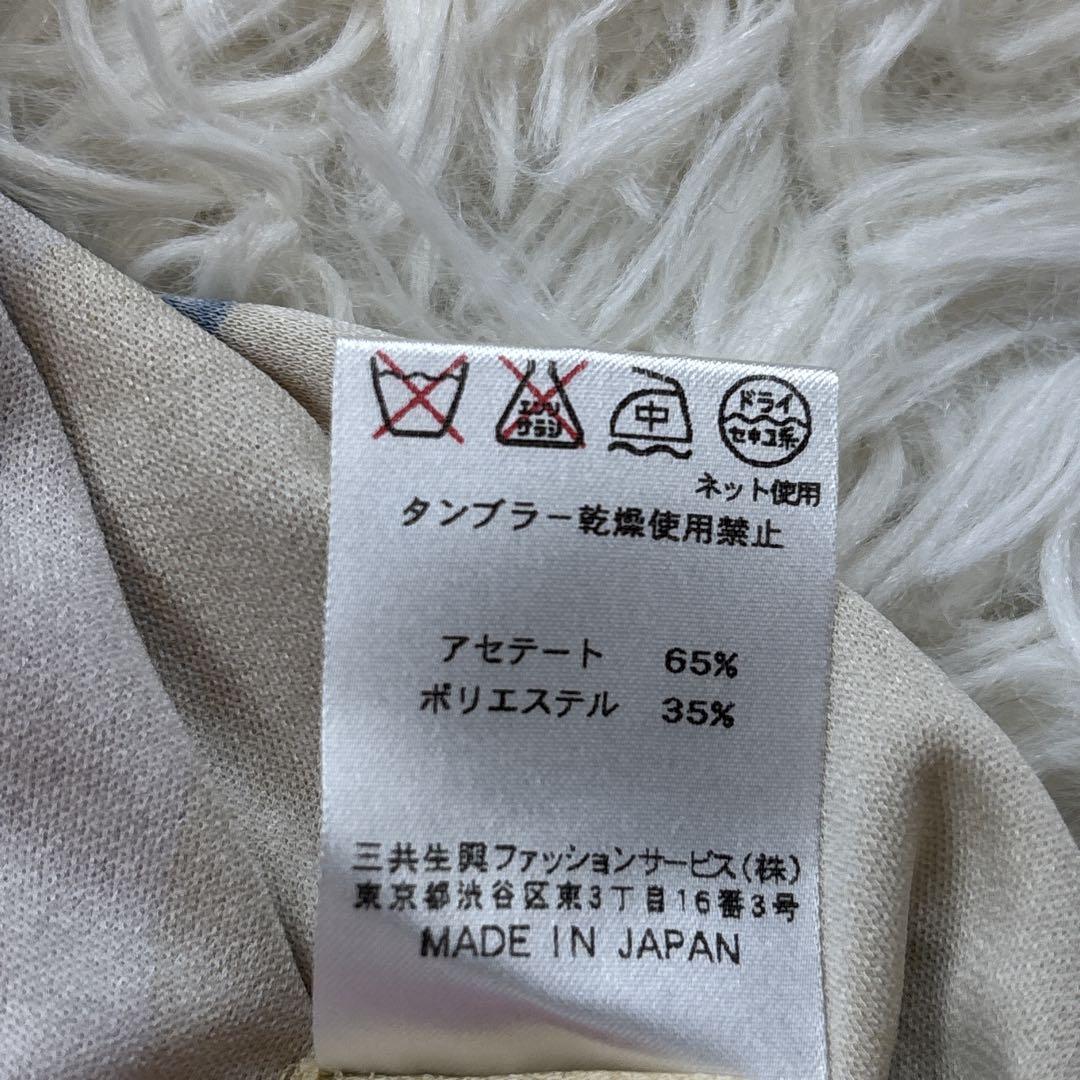 エンソ
サラシ
中
ドライ
セキユ系
ネット使用
タンブラー乾燥使用禁止
アセテート 65%
ポリエステル 35%
三共生興ファッションサービス(株)
東京都渋谷区東3丁目16番3号
MADE IN JAPAN